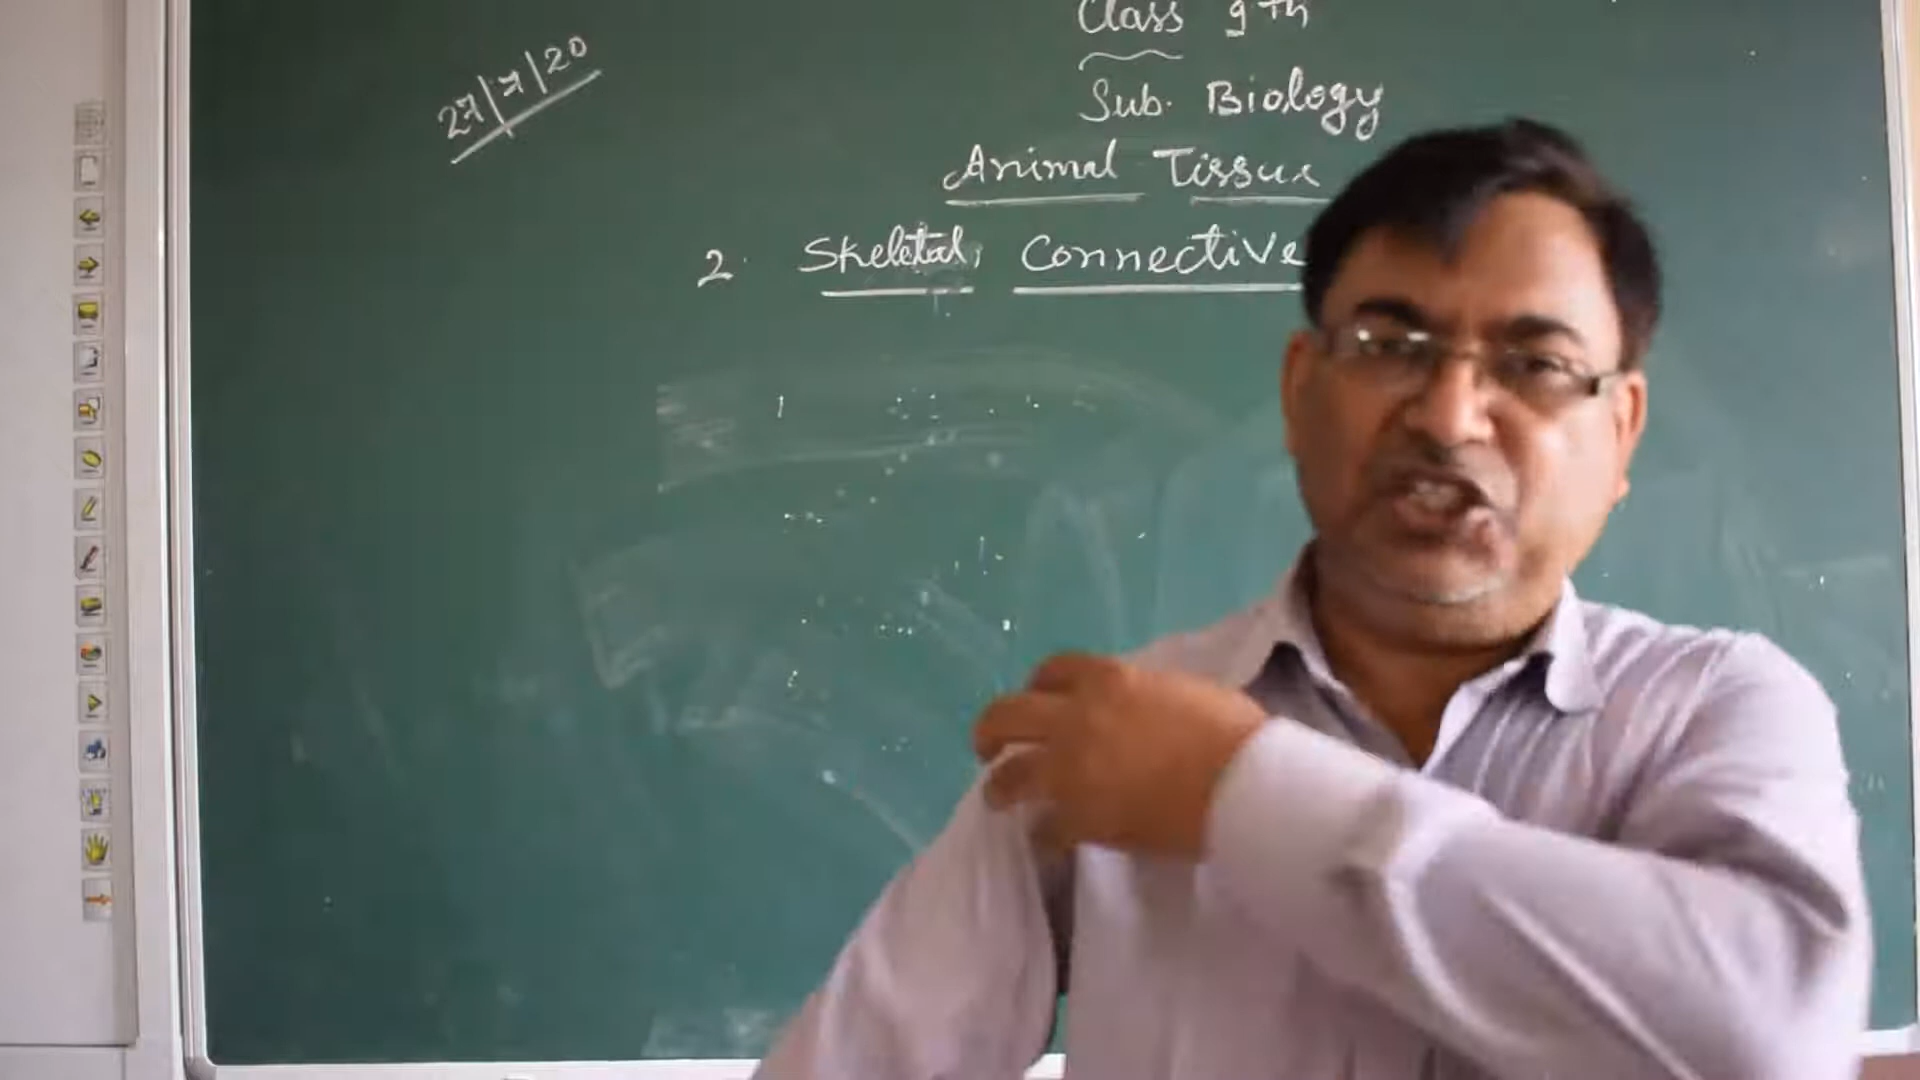 27/7/20
Class 9th
Sub. Biology
Animal Tissue
2. Skeletal, Connective